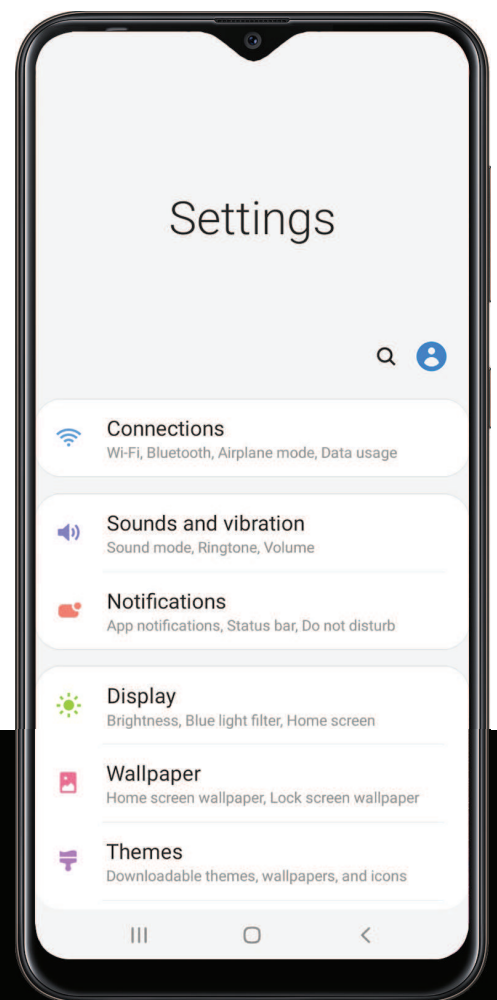 Settings
Connections
Wi-Fi, Bluetooth, Airplane mode, Data usage
Sounds and vibration
Sound mode, Ringtone, Volume
Notifications
App notifications, Status bar, Do not disturb
Display
Brightness, Blue light filter, Home screen
Wallpaper
Home screen wallpaper, Lock screen wallpaper
Themes
Downloadable themes, wallpapers, and icons